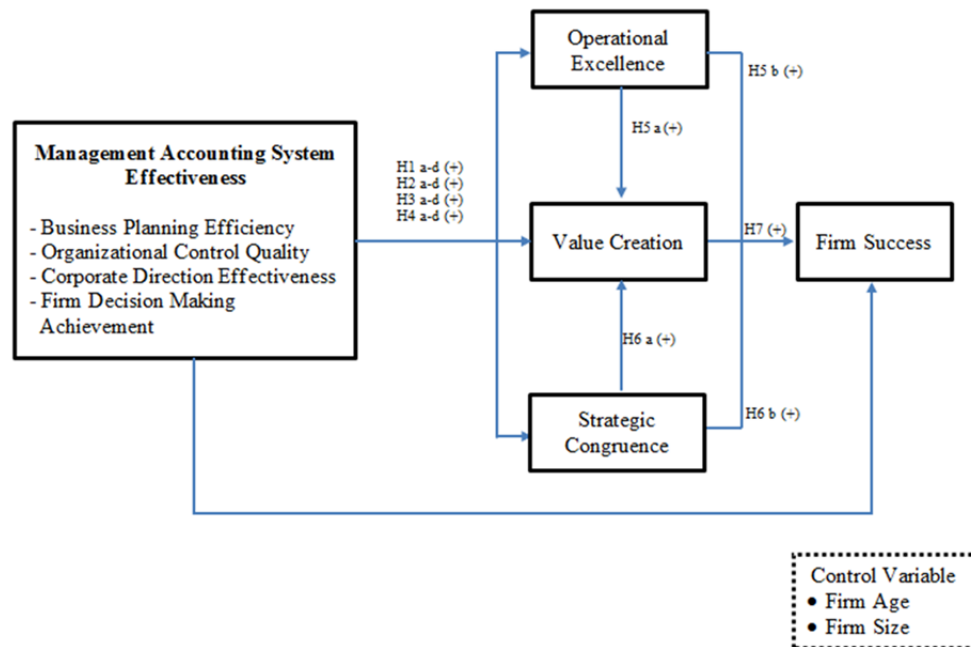 Operational
Excellence
H5 b (+)
H5 a (+)
Management Accounting System
Effectiveness
- Business Planning Efficiency
- Organizational Control Quality
- Corporate Direction Effectiveness
- Firm Decision Making
Achievement
H1 a-d (+)
H2 a-d (+)
H3 a-d (+)
H4 a-d (+)
Value Creation
H7 (+)
Firm Success
H6 a (+)
Strategic
Congruence
H6 b (+)
Control Variable
● Firm Age
● Firm Size